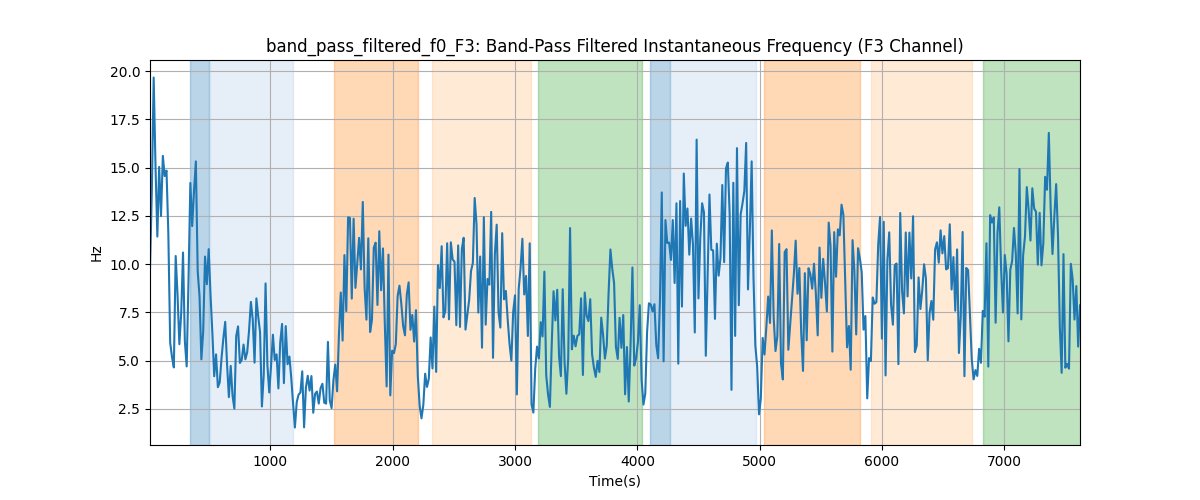 band_pass_filtered_f0_F3: Band-Pass Filtered Instantaneous Frequency (F3 Channel)
20.0
17.5
15.0
12.5
10.0
7.5
5.0
2.5
Hz
1000 2000 3000 4000 5000 6000 7000
Time(s)